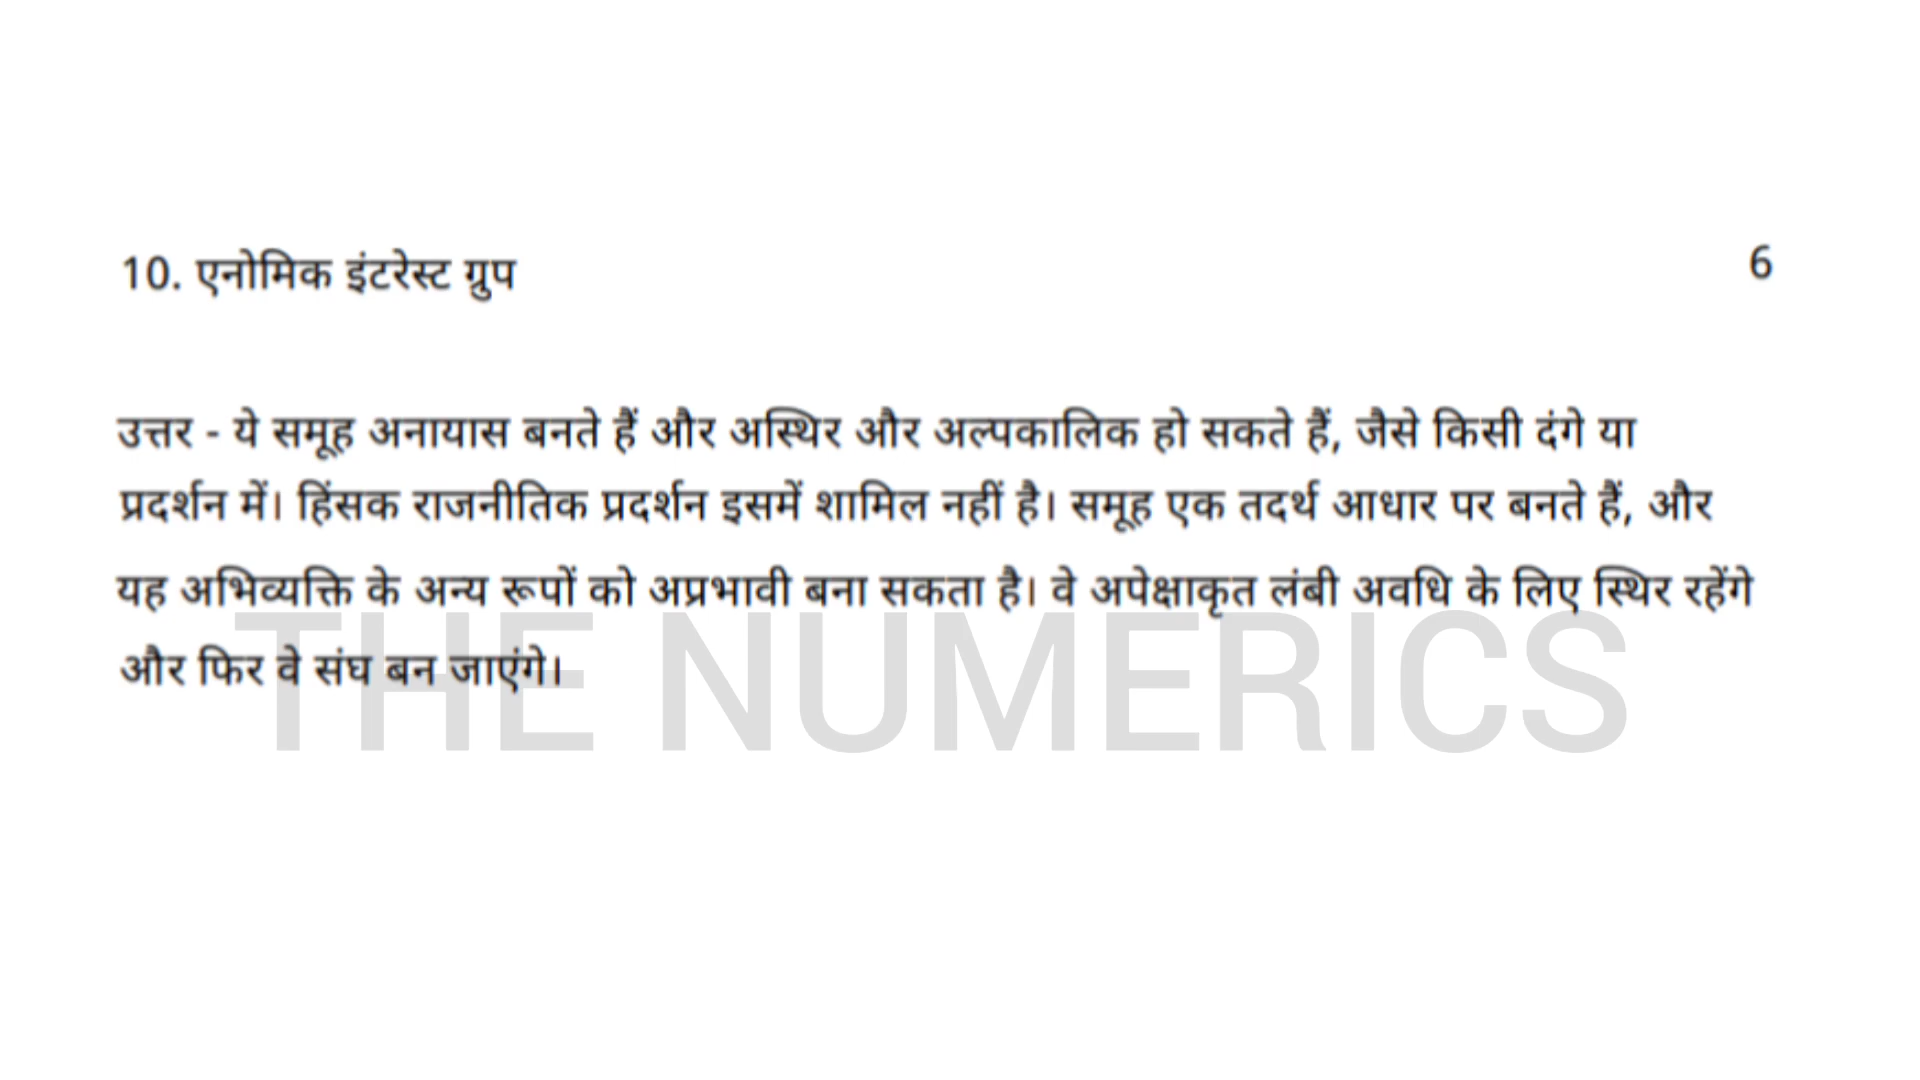 10. एनोमिक इंटरेस्ट ग्रुप 6
उत्तर - ये समूह अनायास बनते हैं और अस्थिर और अल्पकालिक हो सकते हैं, जैसे किसी दंगे या
प्रदर्शन में। हिंसक राजनीतिक प्रदर्शन इसमें शामिल नहीं है। समूह एक तदर्थ आधार पर बनते हैं, और
यह अभिव्यक्ति के अन्य रूपों को अप्रभावी बना सकता है। वे अपेक्षाकृत लंबी अवधि के लिए स्थिर रहेंगे
और फिर वे संघ बन जाएंगे।
THE NUMERICS